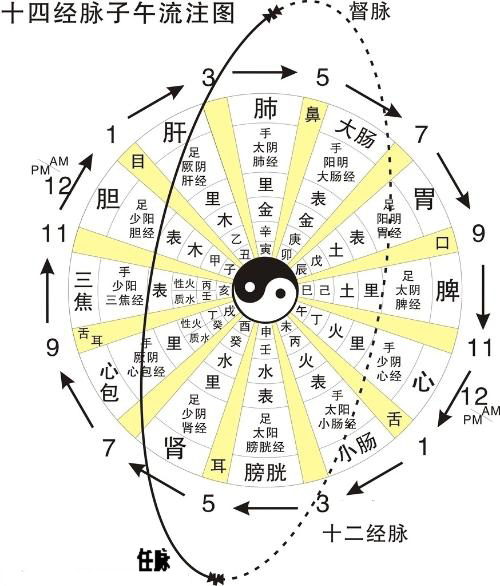 十四经脉子午流注图
督脉
3
5
7
9
11
12
AM
PM
1
3
5
7
9
11
12
AM
PM
1
肺
手
太阴
肺经
里
金
辛
寅
鼻
大肠
手
阳明
大肠经
表
金
庚
卯
胃
足
阳明
胃经
表
土
戊
辰
口
脾
足
太阴
脾经
里
土
己
巳
心
手
少阴
心经
里
火
丁
午
舌
小肠
手
太阳
小肠经
表
火
丙
未
膀胱
足
太阳
膀胱经
表
水
壬
申
耳
肾
足
少阴
肾经
里
水
癸
酉
心包
手
厥阴
心包经
里
性火
质水
丁
癸
戌
舌耳
三焦
手
少阳
三焦经
表
性火
质水
丙
壬
亥
胆
足
少阳
胆经
表
木
甲
子
目
肝
足
厥阴
肝经
里
木
乙
丑
十二经脉
任脉